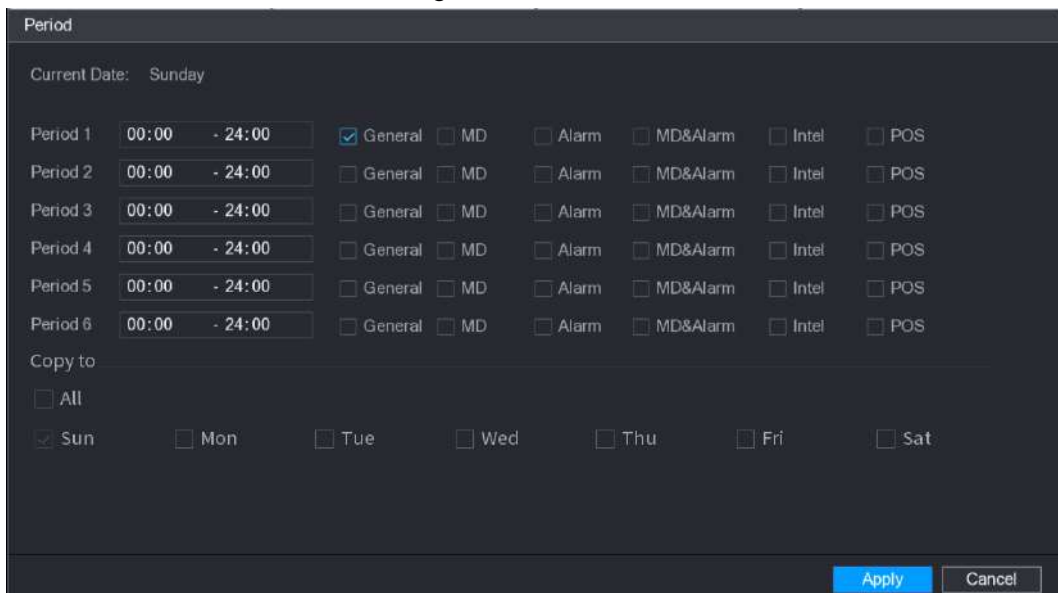 Period
Current Date: Sunday
Period 1 00:00 - 24:00 General MD Alarm MD&Alarm Intel POS
Period 2 00:00 - 24:00 General MD Alarm MD&Alarm Intel POS
Period 3 00:00 - 24:00 General MD Alarm MD&Alarm Intel POS
Period 4 00:00 - 24:00 General MD Alarm MD&Alarm Intel POS
Period 5 00:00 - 24:00 General MD Alarm MD&Alarm Intel POS
Period 6 00:00 - 24:00 General MD Alarm MD&Alarm Intel POS
Copy to
All
Sun Mon Tue Wed Thu Fri Sat
Apply Cancel